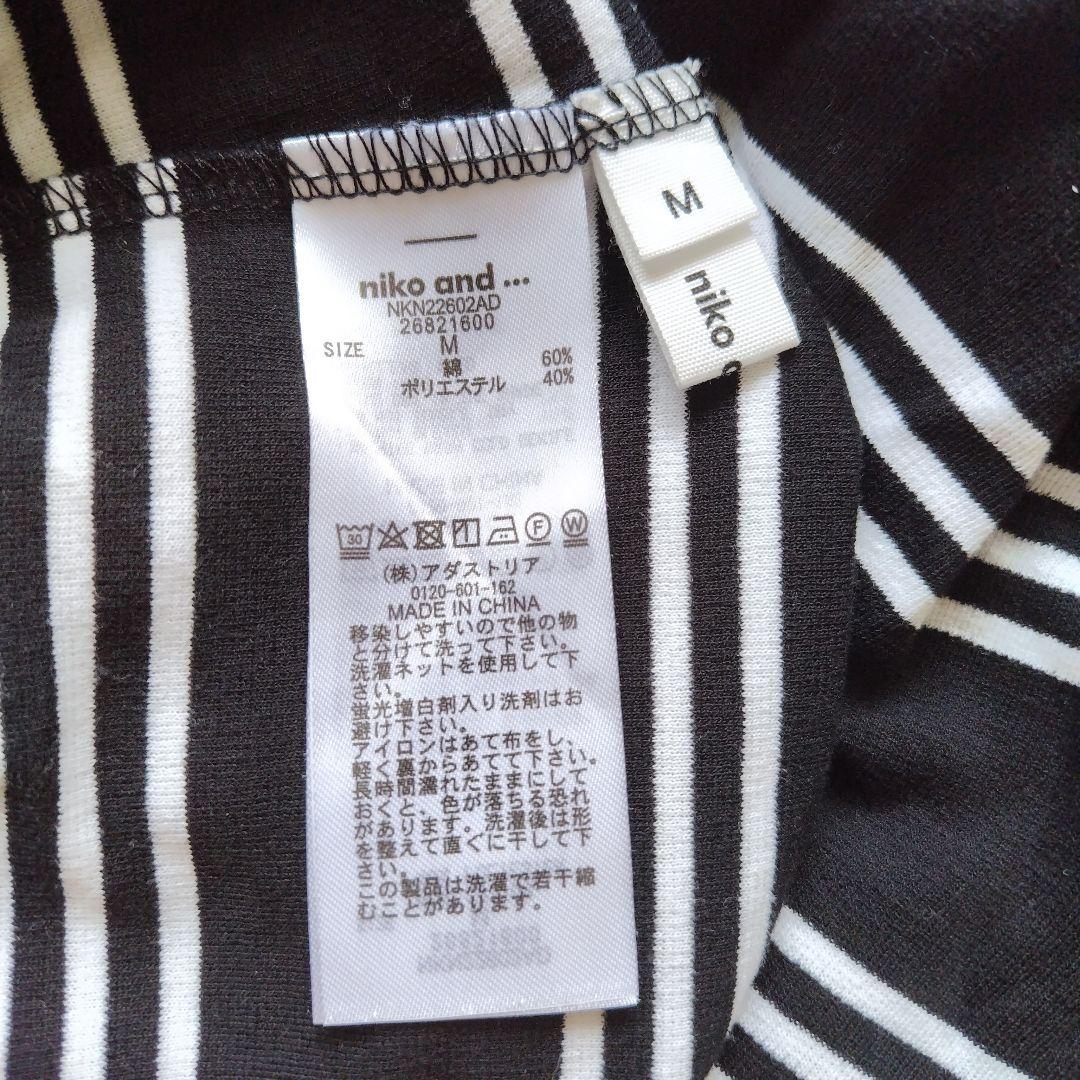 niko and ...
NKN22602AD
26821600
SIZE M
綿 60%
ポリエステル 40%
30 F W
(株)アダストリア
0120-601-162
MADE IN CHINA
移染しやすいので他の物
と分けて洗って下さい。
洗濯ネットを使用して下
さい。
蛍光増白剤入り洗剤はお
避け下さい。
アイロンはあて布をし、
軽く裏からあてて下さい。
長時間濡れたままにして
おくと、色が落ちる恐れ
があります。洗濯後は形
を整えて直ぐに干して下
さい。
この製品は洗濯で若干縮
むことがあります。
M
niko